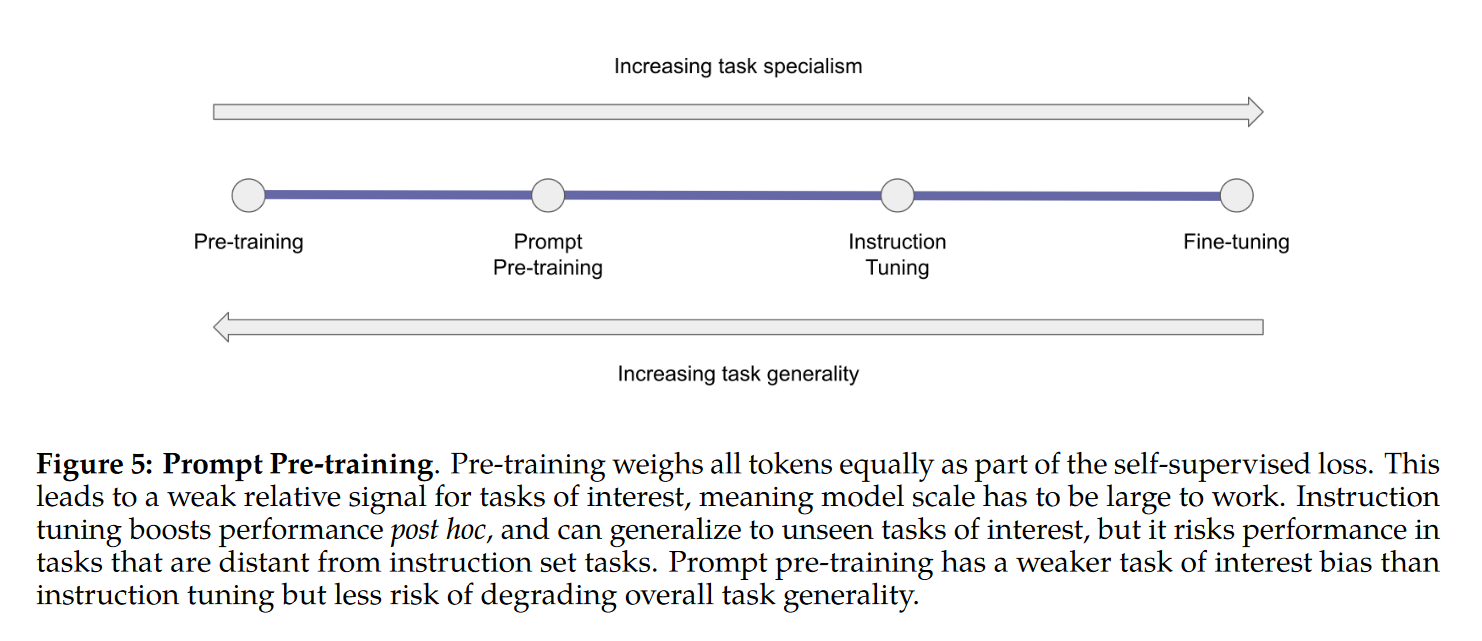 Increasing task specialism
Pre-training
Prompt
Pre-training
Instruction
Tuning
Fine-tuning
Increasing task generality
Figure 5: Prompt Pre-training. Pre-training weighs all tokens equally as part of the self-supervised loss. This
leads to a weak relative signal for tasks of interest, meaning model scale has to be large to work. Instruction
tuning boosts performance post hoc, and can generalize to unseen tasks of interest, but it risks performance in
tasks that are distant from instruction set tasks. Prompt pre-training has a weaker task of interest bias than
instruction tuning but less risk of degrading overall task generality.